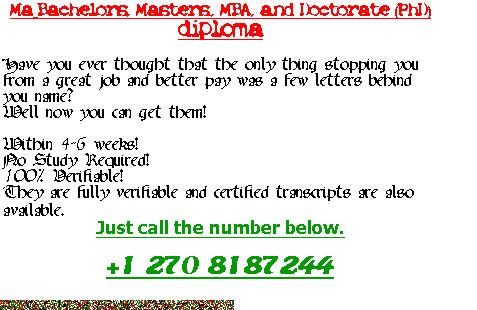 Ma Bachelors, Masters, MBA, and Doctorate (PhD)
diploma
Have you ever thought that the only thing stopping you
from a great job and better pay was a few letters behind
you name?
Well now you can get them!
Within 4-6 weeks!
No Study Required!
100% Verifiable!
They are fully verifiable and certified transcripts are also
available.
Just call the number below.
+1 270 8187244